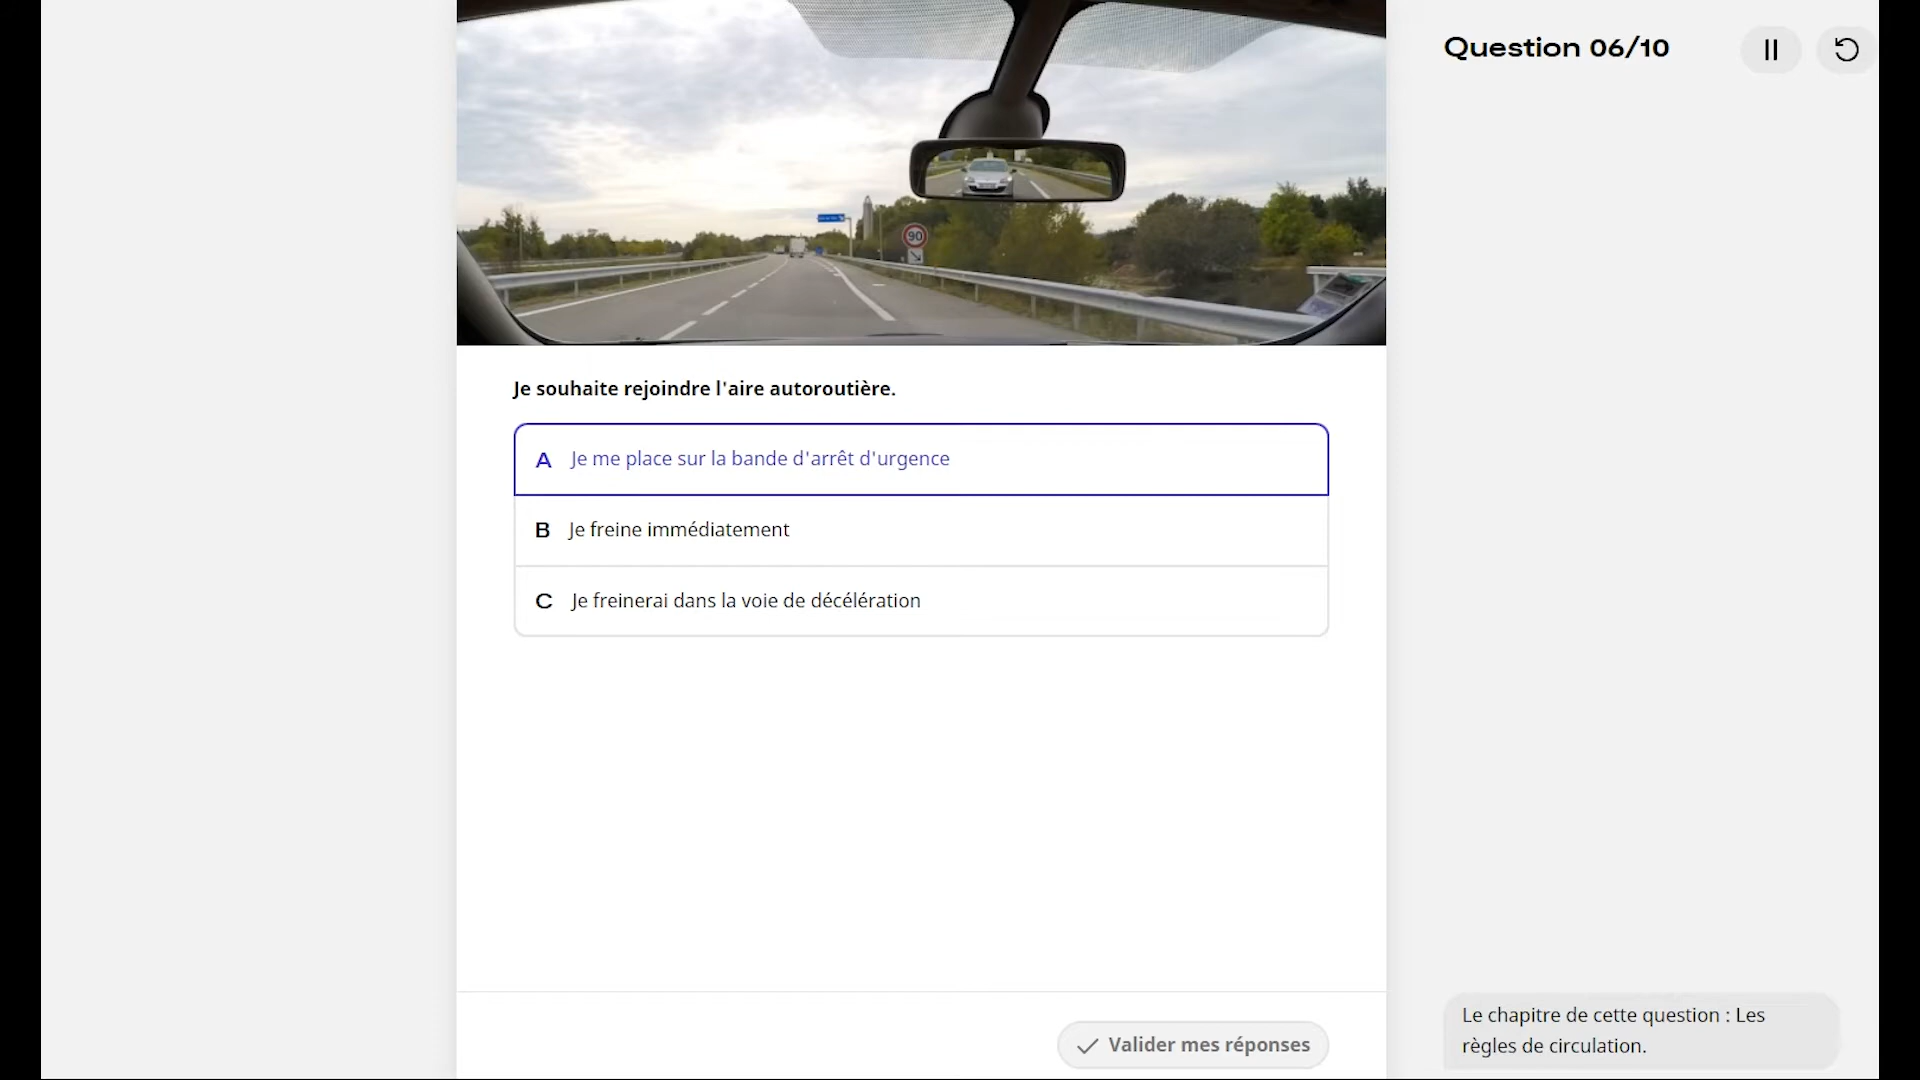 Question 06/10
90
Je souhaite rejoindre l'aire autoroutière.
A Je me place sur la bande d'arrêt d'urgence
B Je freine immédiatement
C Je freinerai dans la voie de décélération
Valider mes réponses
Le chapitre de cette question : Les
règles de circulation.